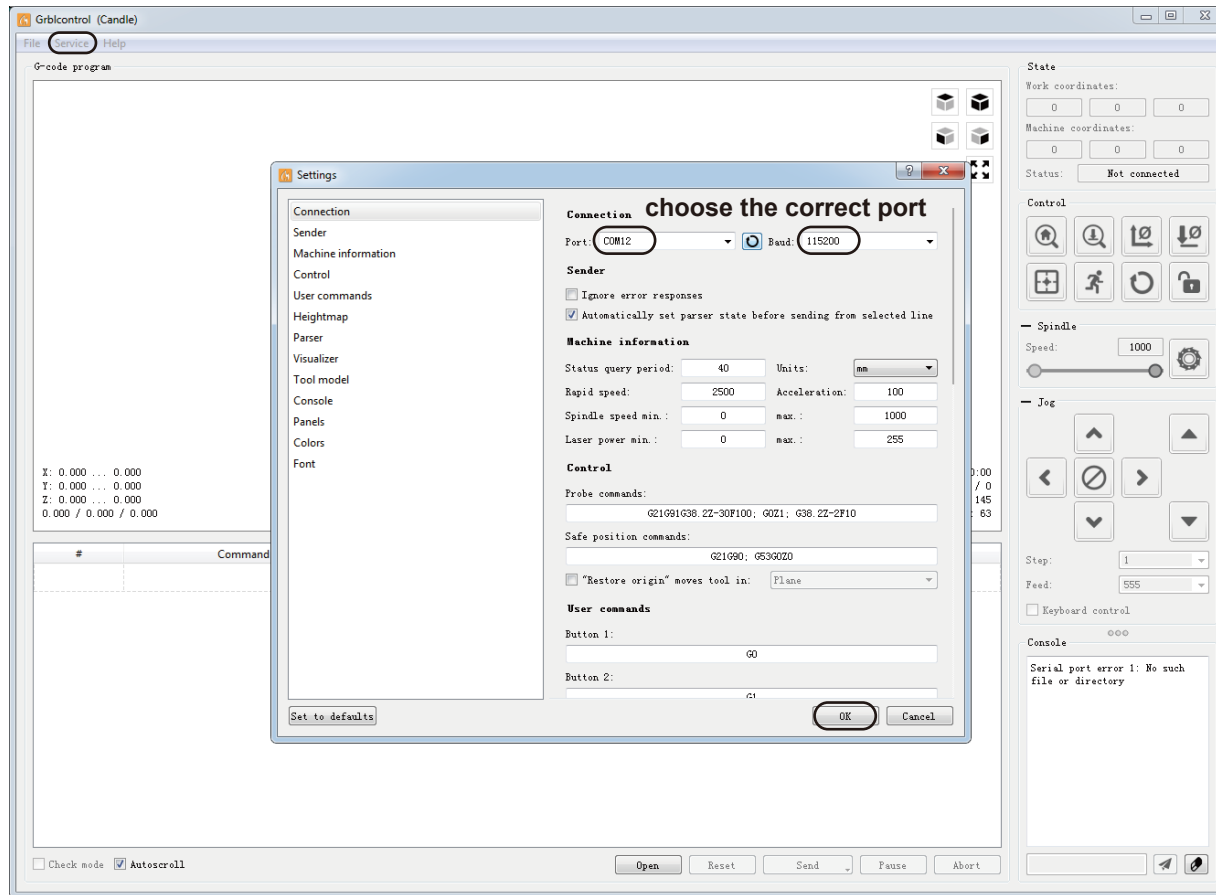 Grblcontrol (Candle)
File Service Help
G-code program
State
Work coordinates:
0 0 0
Machine coordinates:
0 0 0
Status: Not connected
Control
Settings
Connection
Sender
Machine information
Control
User commands
Heightmap
Parser
Visualizer
Tool model
Console
Panels
Colors
Font
Set to defaults
Connection choose the correct port
Port: COM12 Baud: 115200
Sender
Ignore error responses
Automatically set parser state before sending from selected line
Machine information
Status query period: 40 Units: mm
Rapid speed: 2500 Acceleration: 100
Spindle speed min.: 0 max.: 1000
Laser power min.: 0 max.: 255
Control
Probe commands:
G21G91G38.2Z-30F100; G0Z1; G38.2Z-2F10
Safe position commands:
G21G90; G53G0Z0
"Restore origin" moves tool in: Plane
User commands
Button 1:
G0
Button 2:
G1
OK Cancel
Spindle
Speed: 1000
Jog
Step: 1
Feed: 555
Keyboard control
Console
Serial port error 1: No such
file or directory
X: 0.000 ... 0.000
Y: 0.000 ... 0.000
Z: 0.000 ... 0.000
0.000 / 0.000 / 0.000
0:00
/ 0
145
: 63
# Command
Check mode Autoscroll
Open Reset Send Pause Abort